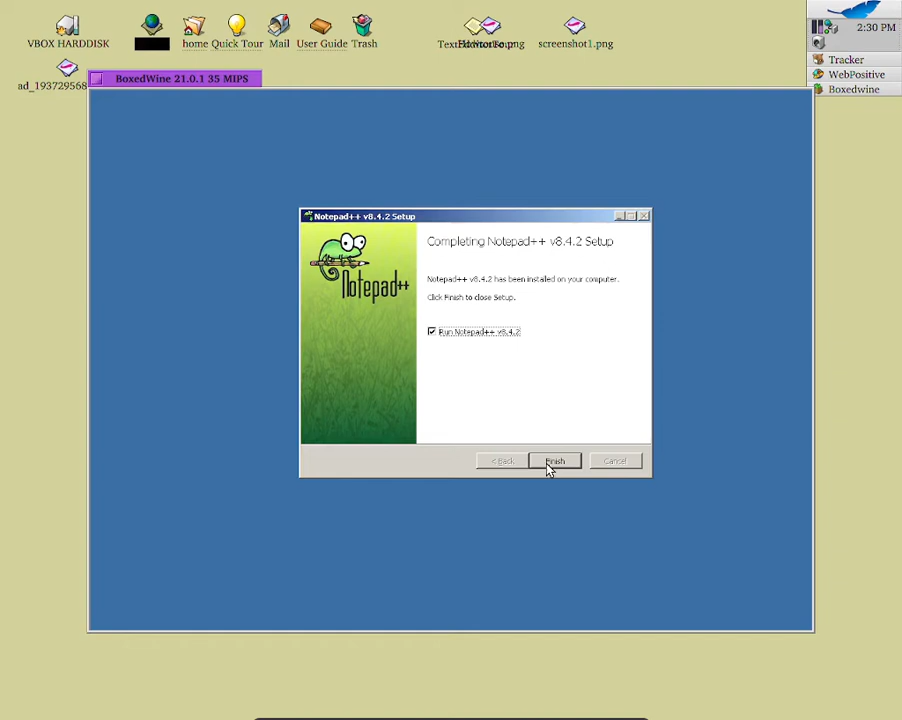 VBOX HARDDISK
home
Quick Tour
Mail
User Guide
Trash
screenshot1.png
2:30 PM
Tracker
WebPositive
Boxedwine
ad_193729568
BoxedWine 21.0.1 35 MIPS
Notepad++ v8.4.2 Setup
Notepad++
Completing Notepad++ v8.4.2 Setup
Notepad++ v8.4.2 has been installed on your computer.
Click Finish to close Setup.
Run Notepad++ v8.4.2
< Back
Finish
Cancel